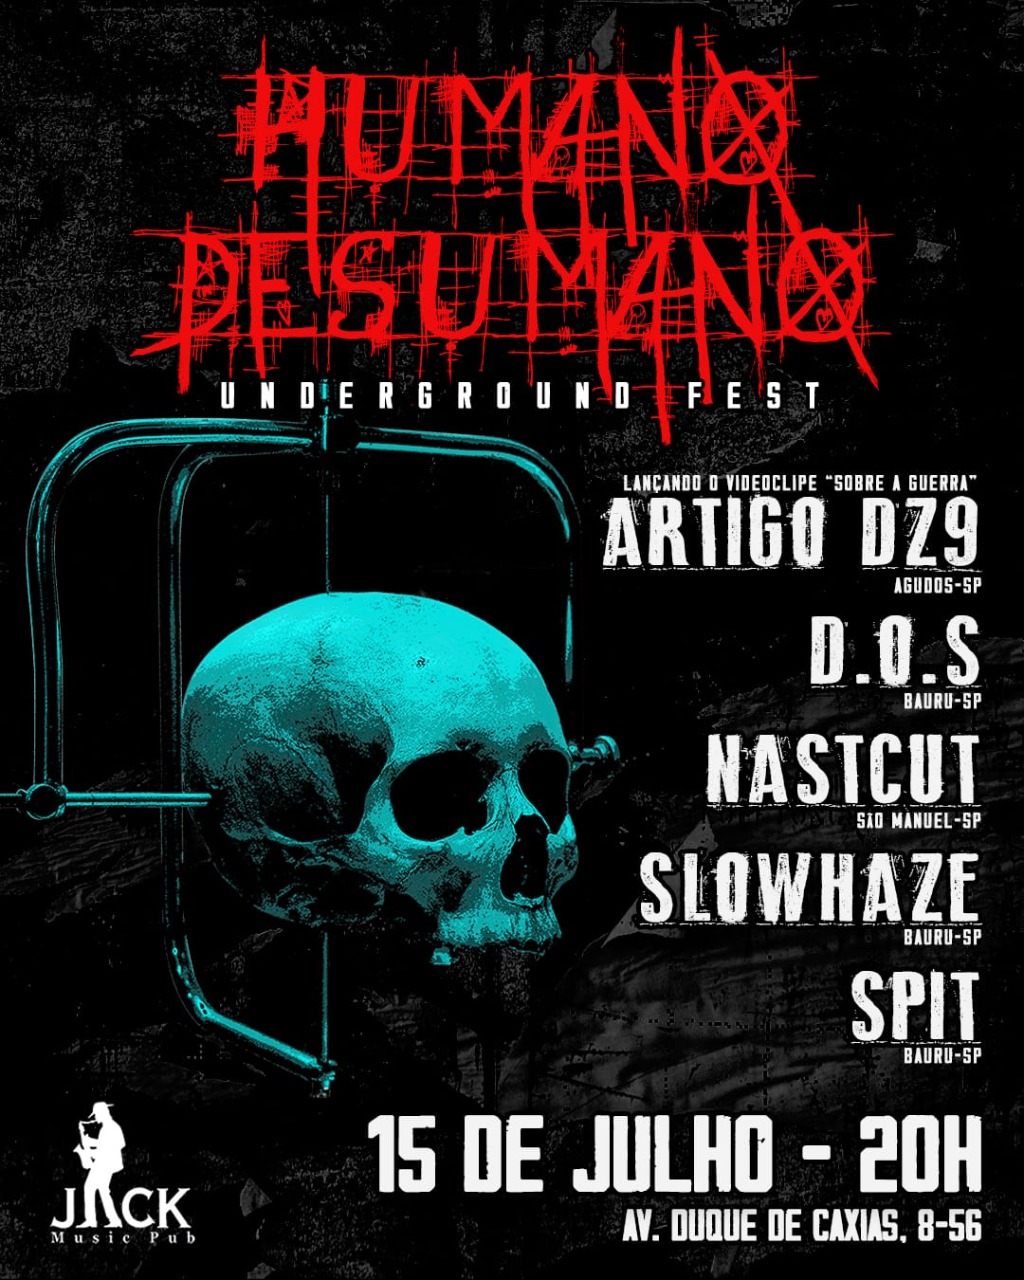 HUMANO
DESUMANO
UNDERGROUND FEST
LANÇANDO O VIDEOCLIPE "SOBRE A GUERRA"
ARTIGO DZ9
AGUDOS-SP
D.O.S
BAURU-SP
NASTCUT
SÃO MANUEL-SP
SLOWHAZE
BAURU-SP
SPIT
BAURU-SP
15 DE JULHO - 20H
AV. DUQUE DE CAXIAS, 8-56
JACK
Music Pub